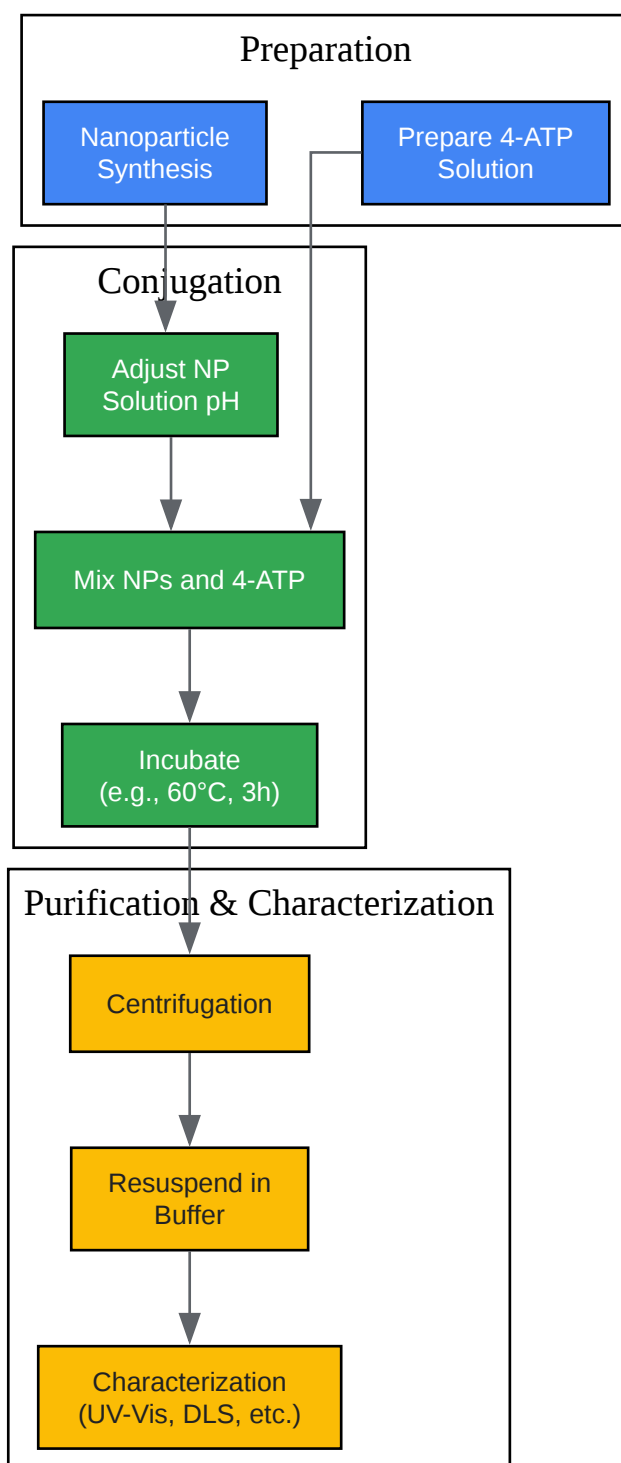 Preparation
Nanoparticle
Synthesis
Prepare 4-ATP
Solution
Conjugation
Adjust NP
Solution pH
Mix NPs and 4-ATP
Incubate
(e.g., 60°C, 3h)
Purification & Characterization
Centrifugation
Resuspend in
Buffer
Characterization
(UV-Vis, DLS, etc.)